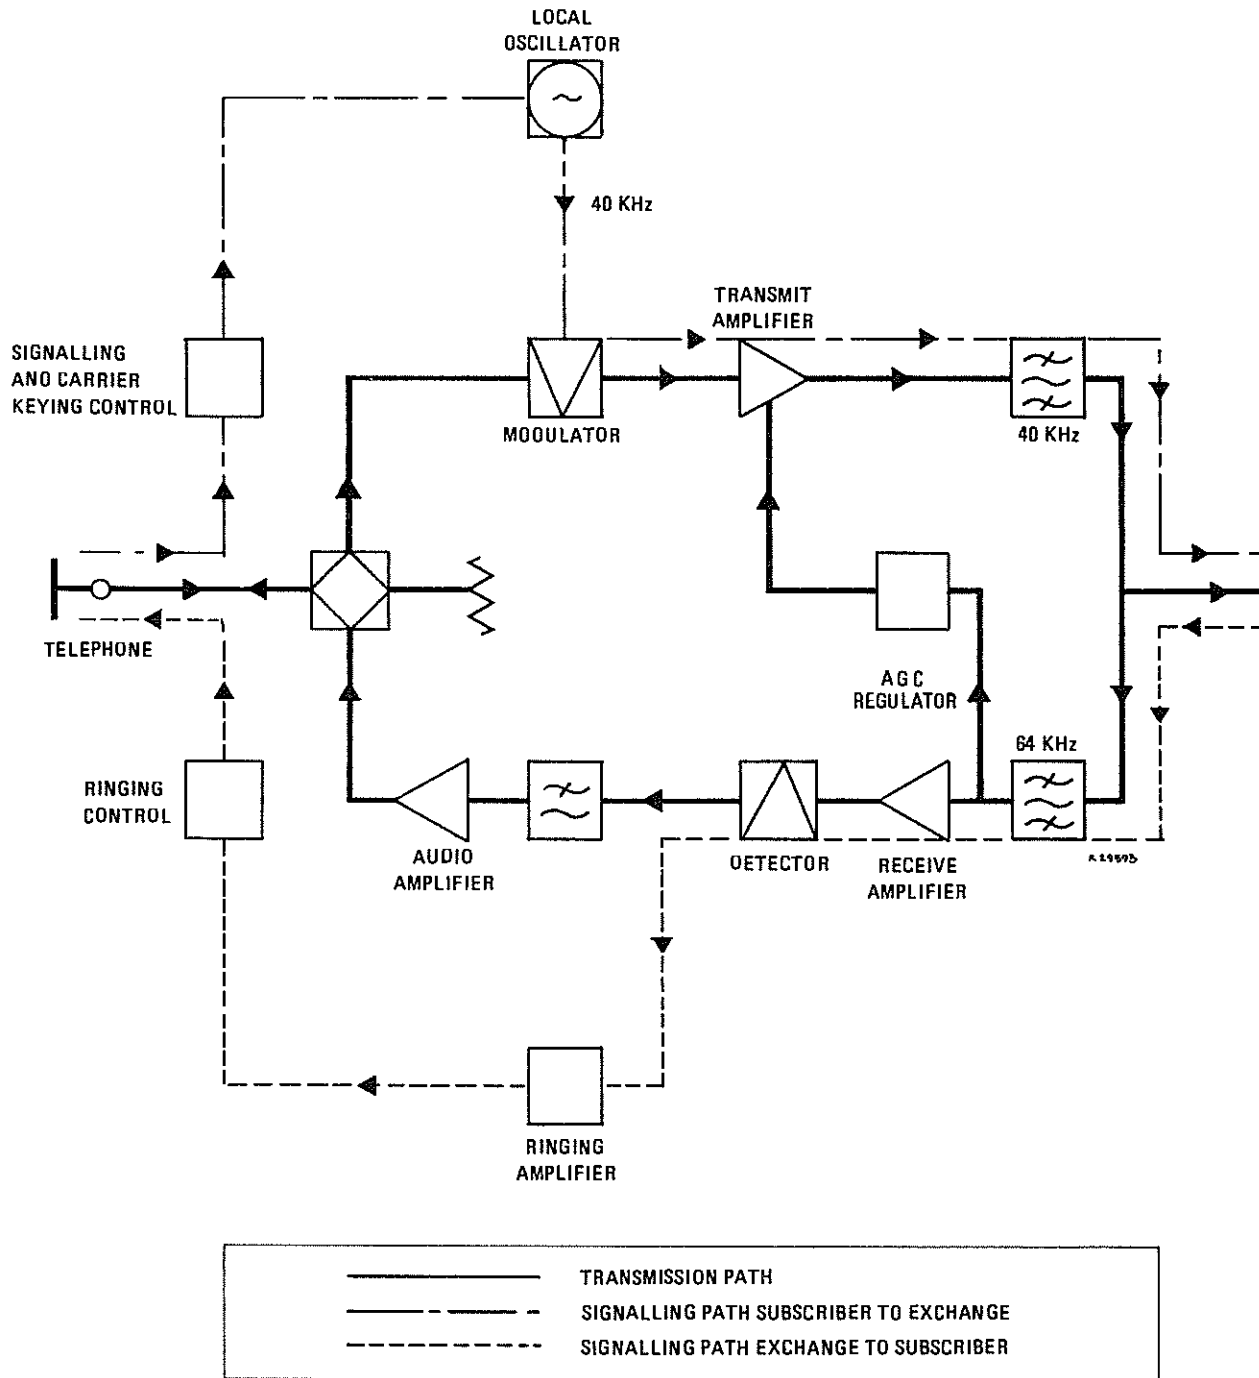 LOCAL
OSCILLATOR
40 KHz
TRANSMIT
AMPLIFIER
SIGNALLING
AND CARRIER
KEYING CONTROL
MODULATOR
40 KHz
TELEPHONE
A G C
REGULATOR
64 KHz
RINGING
CONTROL
AUDIO
AMPLIFIER
DETECTOR
RECEIVE
AMPLIFIER
RINGING
AMPLIFIER
TRANSMISSION PATH
SIGNALLING PATH SUBSCRIBER TO EXCHANGE
SIGNALLING PATH EXCHANGE TO SUBSCRIBER